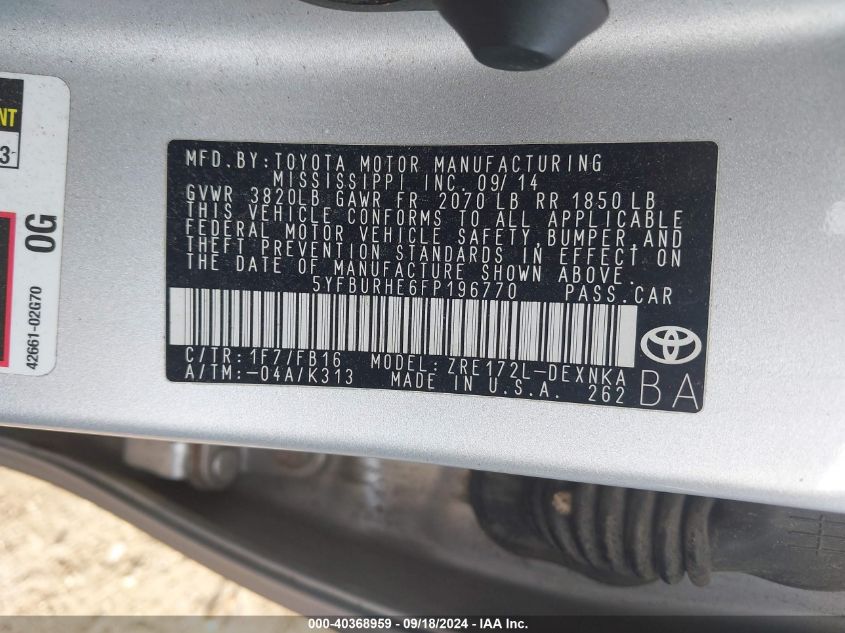 NT
3
0G
42661-02G70
MFD.BY:TOYOTA MOTOR MANUFACTURING
MISSISSIPPI INC. 09/14
GVWR 3820LB GAWR FR 2070 LB RR 1850 LB
THIS VEHICLE CONFORMS TO ALL APPLICABLE
FEDERAL MOTOR VEHICLE SAFETY, BUMPER, AND
THEFT PREVENTION STANDARDS IN EFFECT ON
THE DATE OF MANUFACTURE SHOWN ABOVE.
5YFBURHE6FP196770 PASS.CAR
C/TR: 1F7/FB16 MODEL: ZRE172L-DEXNKA
A/TM:-04A/K313 MADE IN U.S.A. 262
BA
000-40368959 - 09/18/2024 - IAA Inc.